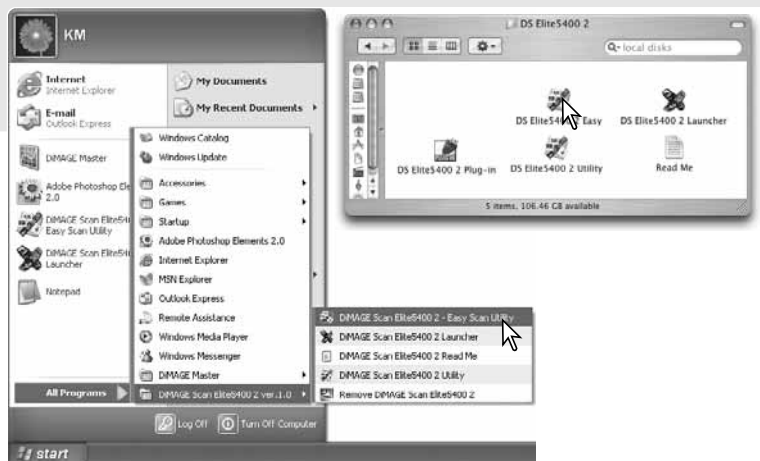 KM
Internet
Internet Explorer
E-mail
Outlook Express
DiMAGE Master
Adobe Photoshop Ele
2.0
DiMAGE Scan Elite54
Easy Scan Utility
DiMAGE Scan Elite54
Launcher
Notepad
All Programs
My Documents
My Recent Documents
Windows Catalog
Windows Update
Accessories
Games
Startup
Adobe Photoshop Elements 2.0
Internet Explorer
MSN Explorer
Outlook Express
Remote Assistance
Windows Media Player
Windows Messenger
DiMAGE Master
DiMAGE Scan Elite5400 2 ver.1.0
DiMAGE Scan Elite5400 2 - Easy Scan Utility
DiMAGE Scan Elite5400 2 Launcher
DiMAGE Scan Elite5400 2 Read Me
DiMAGE Scan Elite5400 2 Utility
Remove DiMAGE Scan Elite5400 2
Log Off
Turn Off Computer
start
DS Elite5400 2
local disks
DS Elite5400 2 Easy
DS Elite5400 2 Launcher
DS Elite5400 2 Plug-in
DS Elite5400 2 Utility
Read Me
5 items, 106.46 GB available